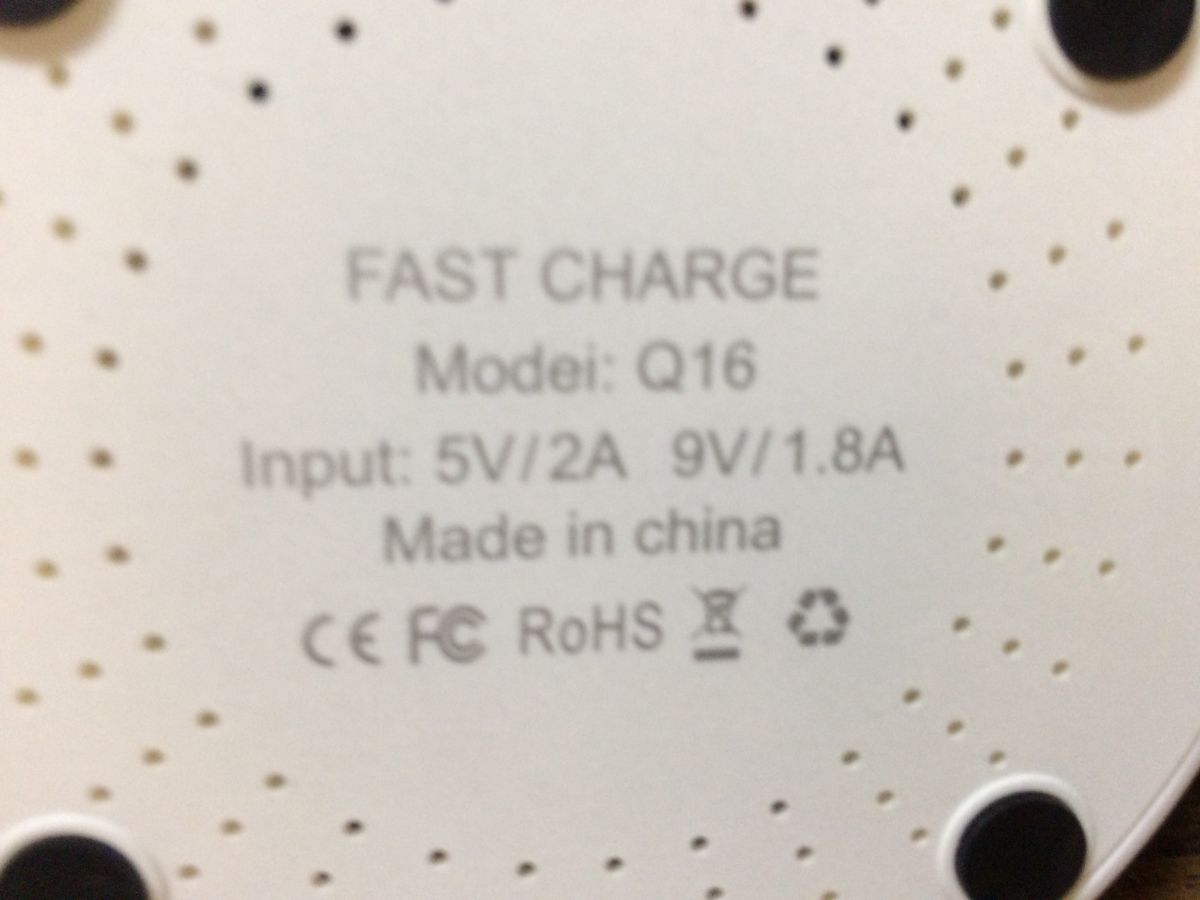 FAST CHARGE
Modei: Q16
Input: 5V/2A 9V/1.8A
Made in china
CE FC RoHS